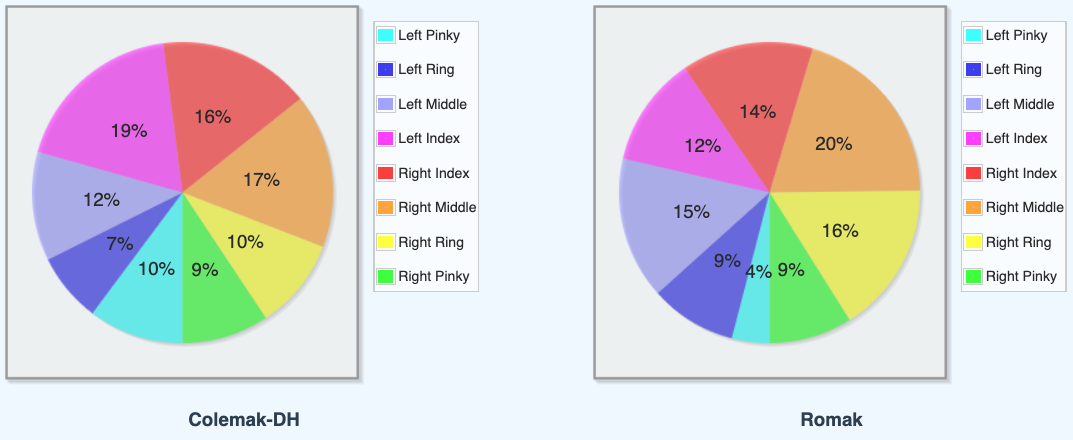 19%
16%
17%
12%
7%
10%
10%
9%
Left Pinky
Left Ring
Left Middle
Left Index
Right Index
Right Middle
Right Ring
Right Pinky
Colemak-DH
14%
20%
12%
15%
16%
9%
4%
9%
Left Pinky
Left Ring
Left Middle
Left Index
Right Index
Right Middle
Right Ring
Right Pinky
Romak